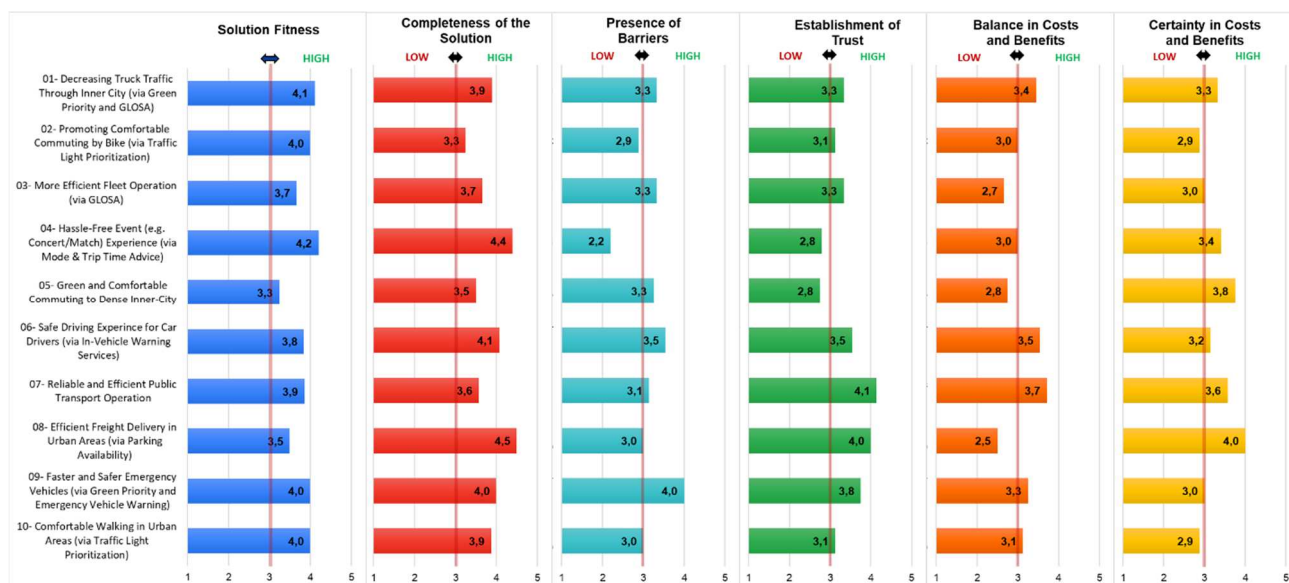 Solution Fitness
HIGH
Completeness of the
Solution
LOW
HIGH
Presence of
Barriers
LOW
HIGH
Establishment of
Trust
LOW
HIGH
Balance in Costs
and Benefits
LOW
HIGH
Certainty in Costs
and Benefits
LOW
HIGH
01- Decreasing Truck Traffic
Through Inner City (via Green
Priority and GLOSA)
4,1
3,9
3,3
3,3
3,4
3,3
02- Promoting Comfortable
Commuting by Bike (via Traffic
Light Prioritization)
4,0
3,3
2,9
3,1
3,0
2,9
03- More Efficient Fleet Operation
(via GLOSA)
3,7
3,7
3,3
3,3
2,7
3,0
04- Hassle-Free Event (e.g.
Concert/Match) Experience (via
Mode & Trip Time Advice)
4,2
4,4
2,2
2,8
3,0
3,4
05- Green and Comfortable
Commuting to Dense Inner-City
3,3
3,5
3,3
2,8
2,8
3,8
06- Safe Driving Experince for Car
Drivers (via In-Vehicle Warning
Services)
3,8
4,1
3,5
3,5
3,5
3,2
07- Reliable and Efficient Public
Transport Operation
3,9
3,6
3,1
4,1
3,7
3,6
08- Efficient Freight Delivery in
Urban Areas (via Parking
Availability)
3,5
4,5
3,0
4,0
2,5
4,0
09- Faster and Safer Emergency
Vehicles (via Green Priority and
Emergency Vehicle Warning)
4,0
4,0
4,0
3,8
3,3
3,0
10- Comfortable Walking in Urban
Areas (via Traffic Light
Prioritization)
4,0
3,9
3,0
3,1
3,1
2,9
1 2 3 4 5
1 2 3 4 5
1 2 3 4 5
1 2 3 4 5
1 2 3 4 5
1 2 3 4 5